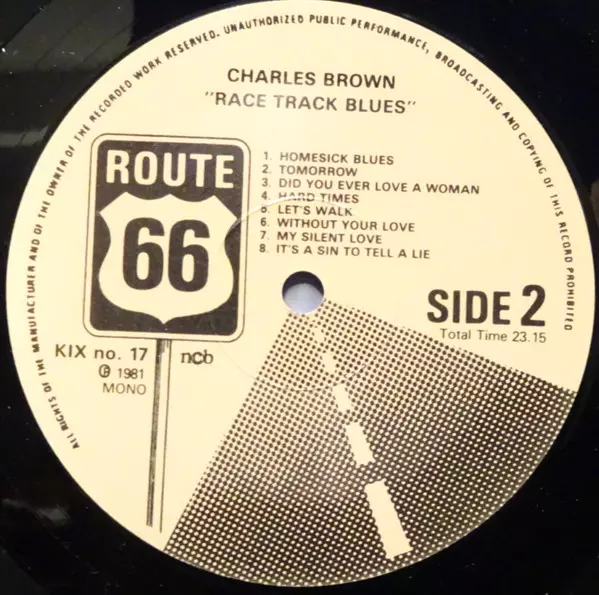 ALL RIGHTS OF THE MANUFACTURER AND OF THE OWNER OF THE RECORDED WORK RESERVED. UNAUTHORIZED PUBLIC PERFORMANCE, BROADCASTING AND COPYING OF THIS RECORD PROHIBITED
CHARLES BROWN
"RACE TRACK BLUES"
ROUTE
66
1. HOMESICK BLUES
2. TOMORROW
3. DID YOU EVER LOVE A WOMAN
4. HARD TIMES
5. LET'S WALK
6. WITHOUT YOUR LOVE
7. MY SILENT LOVE
8. IT'S A SIN TO TELL A LIE
SIDE 2
Total Time 23.15
KIX no. 17
ncb
℗ 1981
MONO